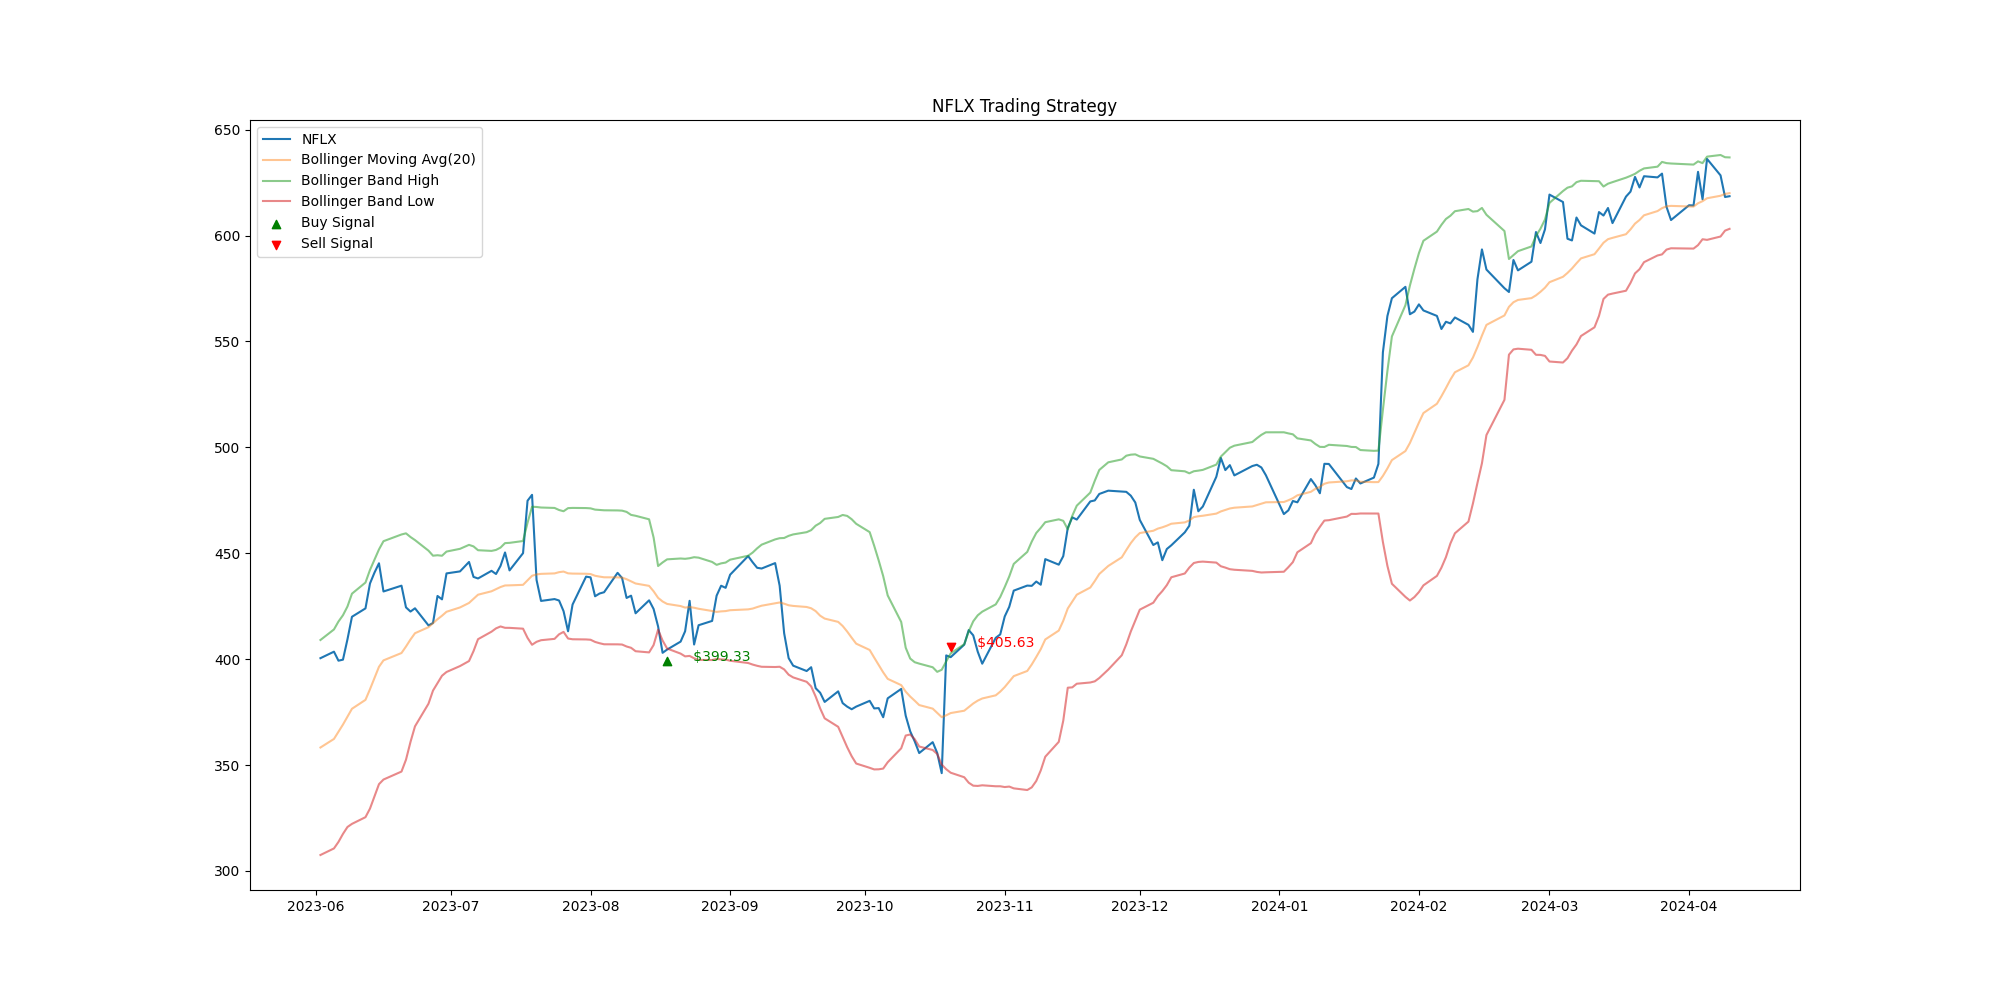 NFLX Trading Strategy
650
600
550
500
450
400
350
300
NFLX
Bollinger Moving Avg(20)
Bollinger Band High
Bollinger Band Low
Buy Signal
Sell Signal
$399.33
$405.63
2023-06 2023-07 2023-08 2023-09 2023-10 2023-11 2023-12 2024-01 2024-02 2024-03 2024-04